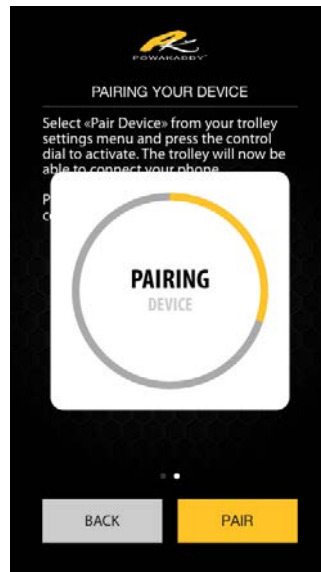 POWAKADDY
PAIRING YOUR DEVICE
Select «Pair Device» from your trolley
settings menu and press the control
dial to activate. The trolley will now be
able to connect your phone
PAIRING
DEVICE
BACK
PAIR